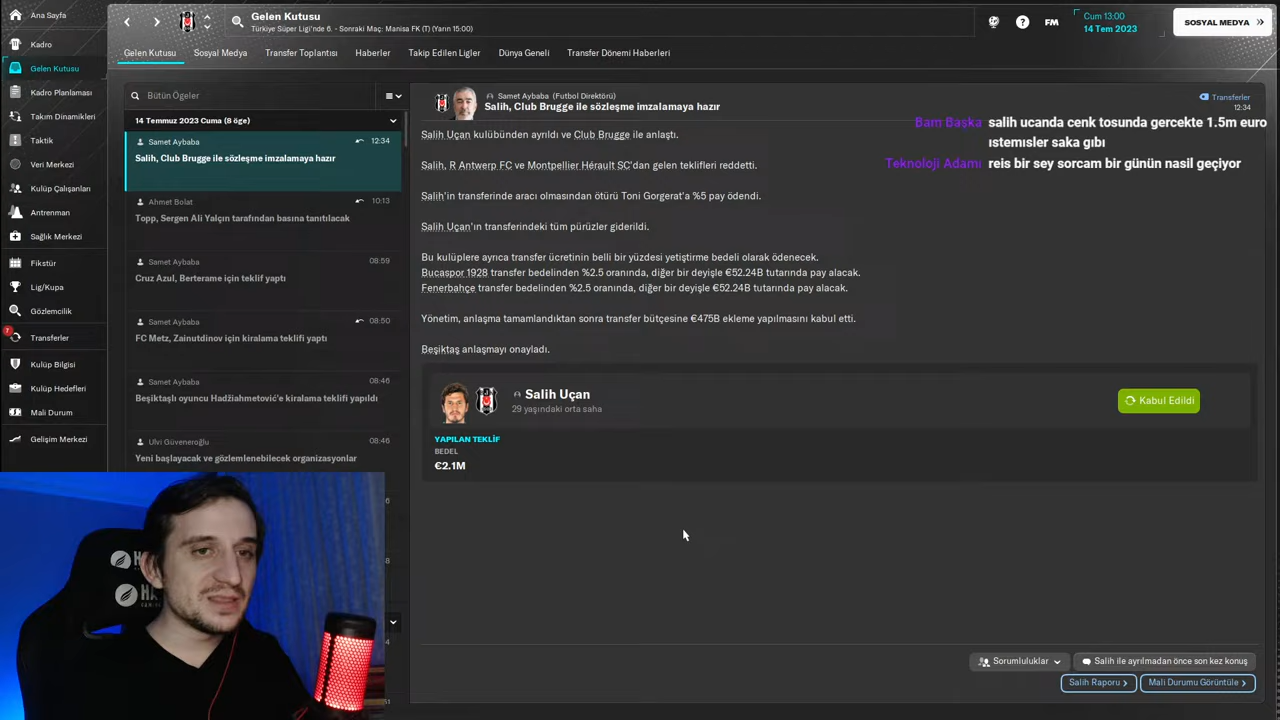 Ana Sayfa
Kadro
Gelen Kutusu
Kadro Planlaması
Takım Dinamikleri
Taktik
Veri Merkezi
Kulüp Çalışanları
Antrenman
Sağlık Merkezi
Fikstür
Lig/Kupa
Gözlemcilik
7
Transferler
Kulüp Bilgisi
Kulüp Hedefleri
Mali Durum
Gelişim Merkezi
Gelen Kutusu
Türkiye Süper Ligi'nde 6. - Sonraki Maç: Manisa FK (T) (Yarın 15:00)
FM
Cum 13:00
14 Tem 2023
SOSYAL MEDYA
Gelen Kutusu
Sosyal Medya
Transfer Toplantısı
Haberler
Takip Edilen Ligler
Dünya Geneli
Transfer Dönemi Haberleri
Bütün Ögeler
14 Temmuz 2023 Cuma (8 öge)
Samet Aybaba 12:34
Salih, Club Brugge ile sözleşme imzalamaya hazır
Ahmet Bolat 10:13
Topp, Sergen Ali Yalçın tarafından basına tanıtılacak
Samet Aybaba 08:59
Cruz Azul, Berterame için teklif yaptı
Samet Aybaba 08:50
FC Metz, Zainutdinov için kiralama teklifi yaptı
Samet Aybaba 08:46
Beşiktaşlı oyuncu Hadžiahmetović'e kiralama teklifi yapıldı
Ulvi Güveneroğlu 08:46
Yeni başlayacak ve gözlemlenebilecek organizasyonlar
Samet Aybaba (Futbol Direktörü)
Salih, Club Brugge ile sözleşme imzalamaya hazır
Transferler
12:34
Bam Başka salih ucanda cenk tosunda gercekte 1.5m euro
ıstemısler saka gıbı
Teknoloji Adamı reis bir sey sorcam bir günün nasil geçiyor
Salih Uçan kulübünden ayrıldı ve Club Brugge ile anlaştı.
Salih, R Antwerp FC ve Montpellier Hérault SC'dan gelen teklifleri reddetti.
Salih'in transferinde aracı olmasından ötürü Toni Gorgerat'a %5 pay ödendi.
Salih Uçan'ın transferindeki tüm pürüzler giderildi.
Bu kulüplere ayrıca transfer ücretinin belli bir yüzdesi yetiştirme bedeli olarak ödenecek.
Bucaspor 1928 transfer bedelinden %2.5 oranında, diğer bir deyişle €52.24B tutarında pay alacak.
Fenerbahçe transfer bedelinden %2.5 oranında, diğer bir deyişle €52.24B tutarında pay alacak.
Yönetim, anlaşma tamamlandıktan sonra transfer bütçesine €475B ekleme yapılmasını kabul etti.
Beşiktaş anlaşmayı onayladı.
Salih Uçan
29 yaşındaki orta saha
Kabul Edildi
YAPILAN TEKLİF
BEDEL
€2.1M
Sorumluluklar
Salih ile ayrılmadan önce son kez konuş
Salih Raporu
Mali Durumu Görüntüle